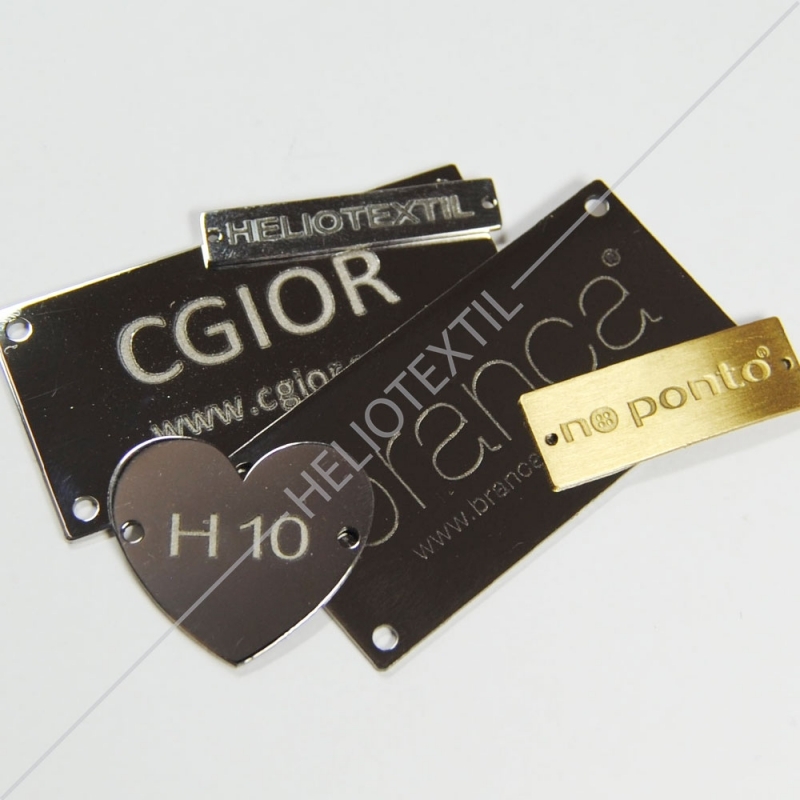 HELIOTEXTIL
CGIOR
www.cgior
branca®
www.branca
no ponto®
H 10
HELIOTEXTIL